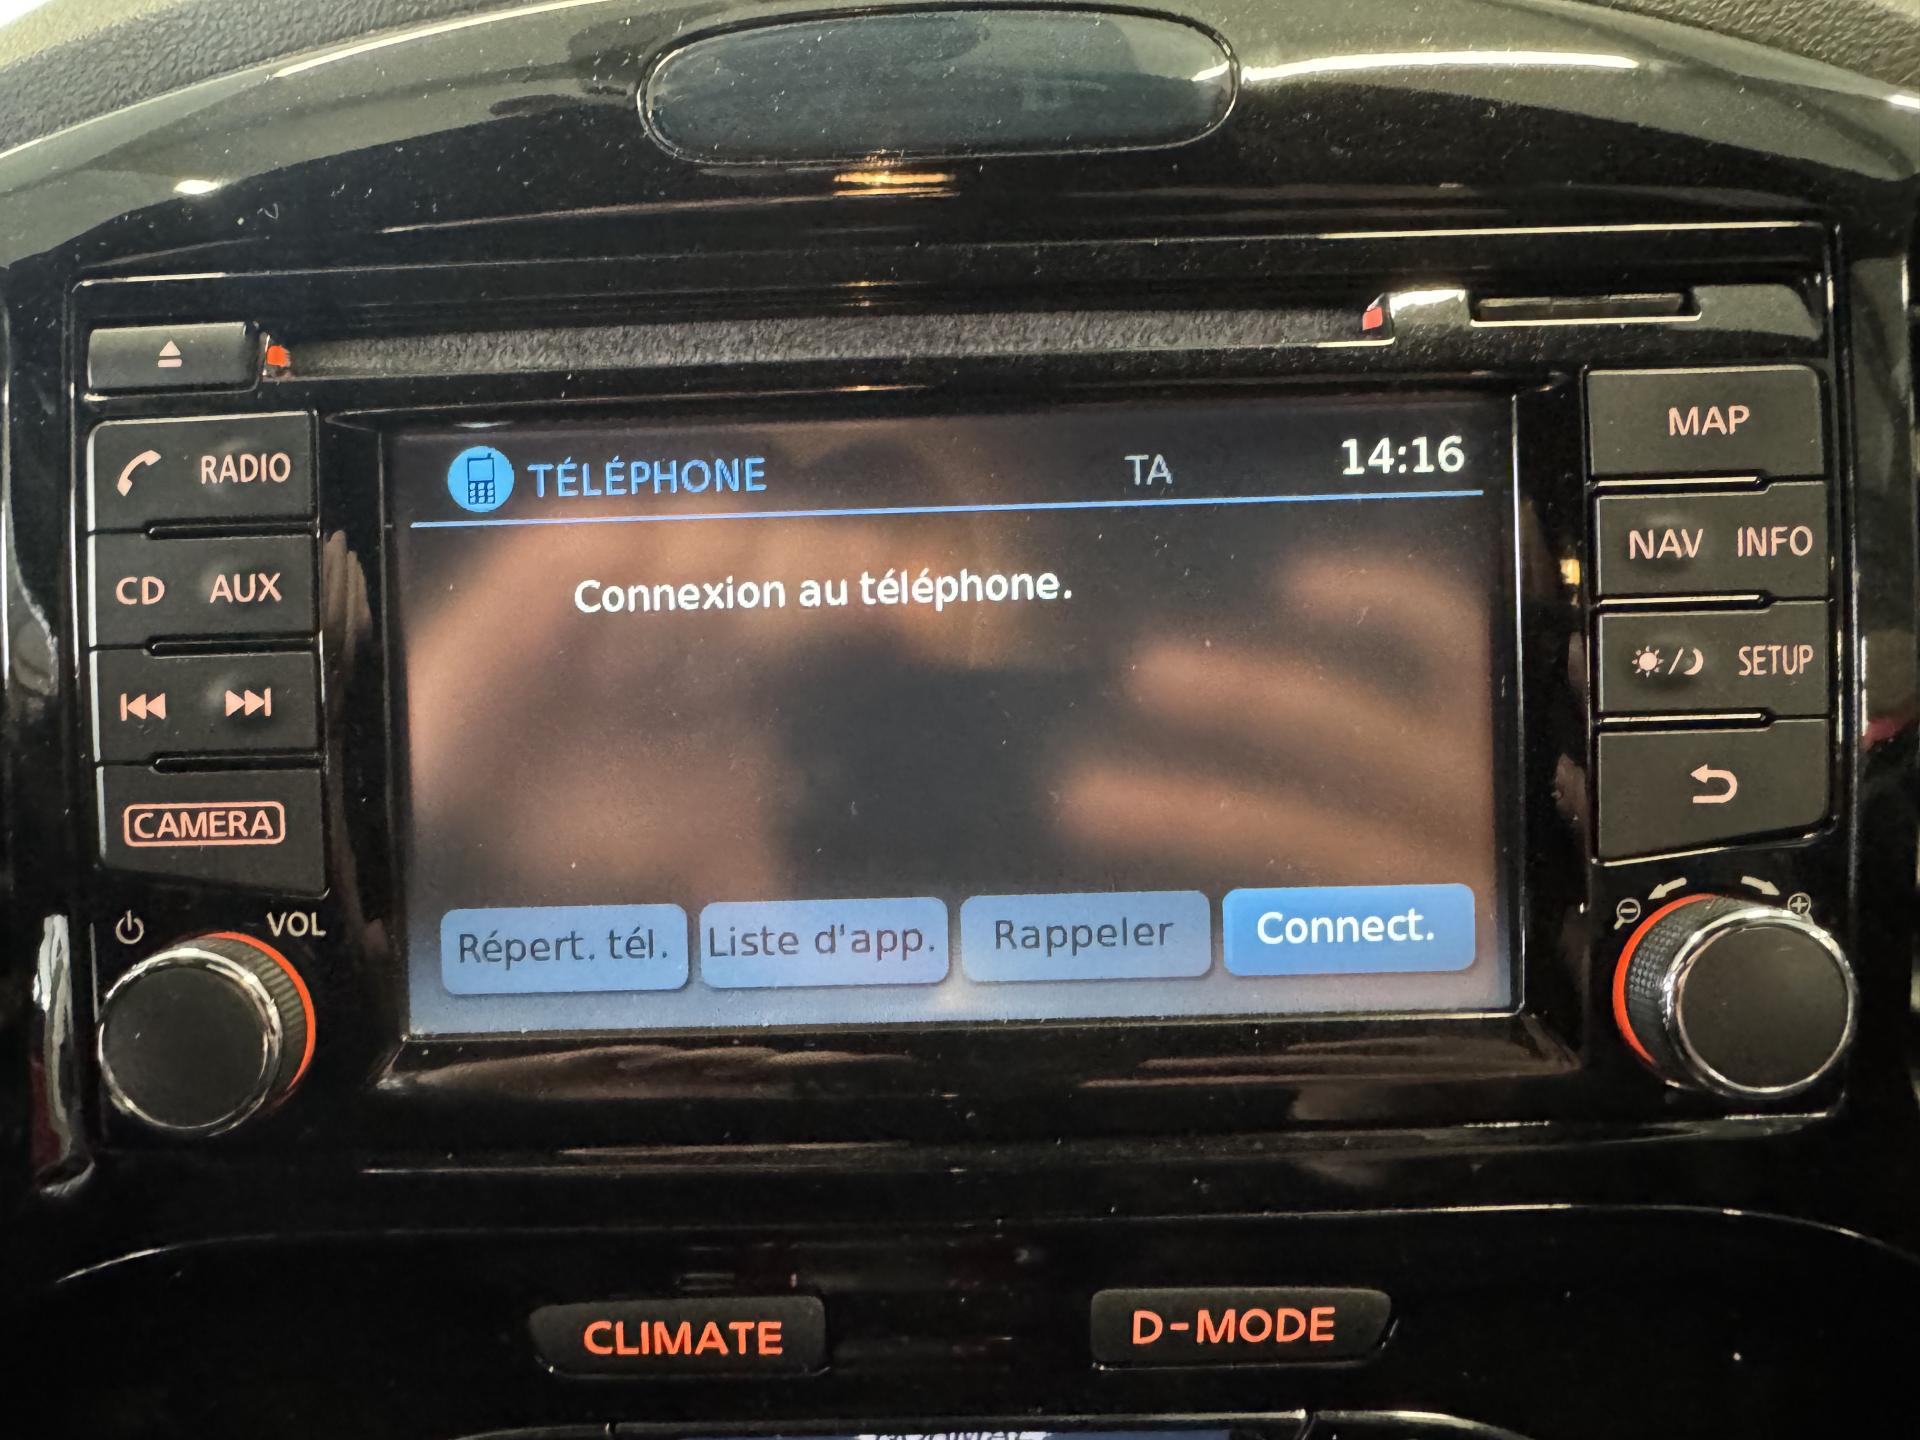 TÉLÉPHONE TA 14:16
Connexion au téléphone.
Répert. tél. Liste d'app. Rappeler Connect.
RADIO
CD AUX
CAMERA
VOL
MAP
NAV INFO
SETUP
CLIMATE D-MODE